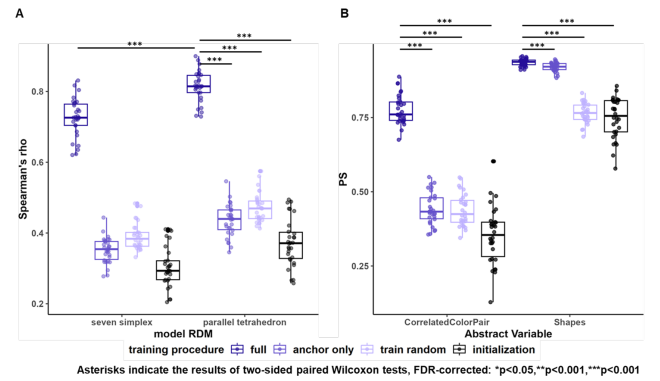 A
B
***
***
***
***
***
***
***
***
***
***
***
0.8
0.6
0.4
0.2
Spearman's rho
seven simplex
parallel tetrahedron
model RDM
0.75
0.50
0.25
PS
CorrelatedColorPair
Shapes
Abstract Variable
training procedure full anchor only train random initialization
Asterisks indicate the results of two-sided paired Wilcoxon tests, FDR-corrected: *p<0.05,**p<0.001,***p<0.001